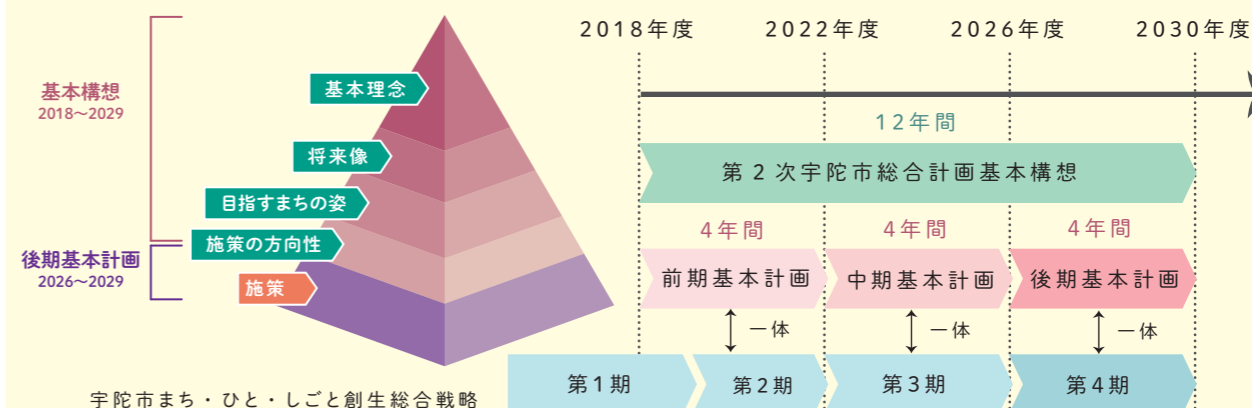 基本構想
2018〜2029
後期基本計画
2026〜2029
基本理念
将来像
目指すまちの姿
施策の方向性
施策
2018年度 2022年度 2026年度 2030年度
12年間
第2次宇陀市総合計画基本構想
4年間 4年間 4年間
前期基本計画 中期基本計画 後期基本計画
一体 一体 一体
宇陀市まち・ひと・しごと創生総合戦略
第1期 第2期 第3期 第4期